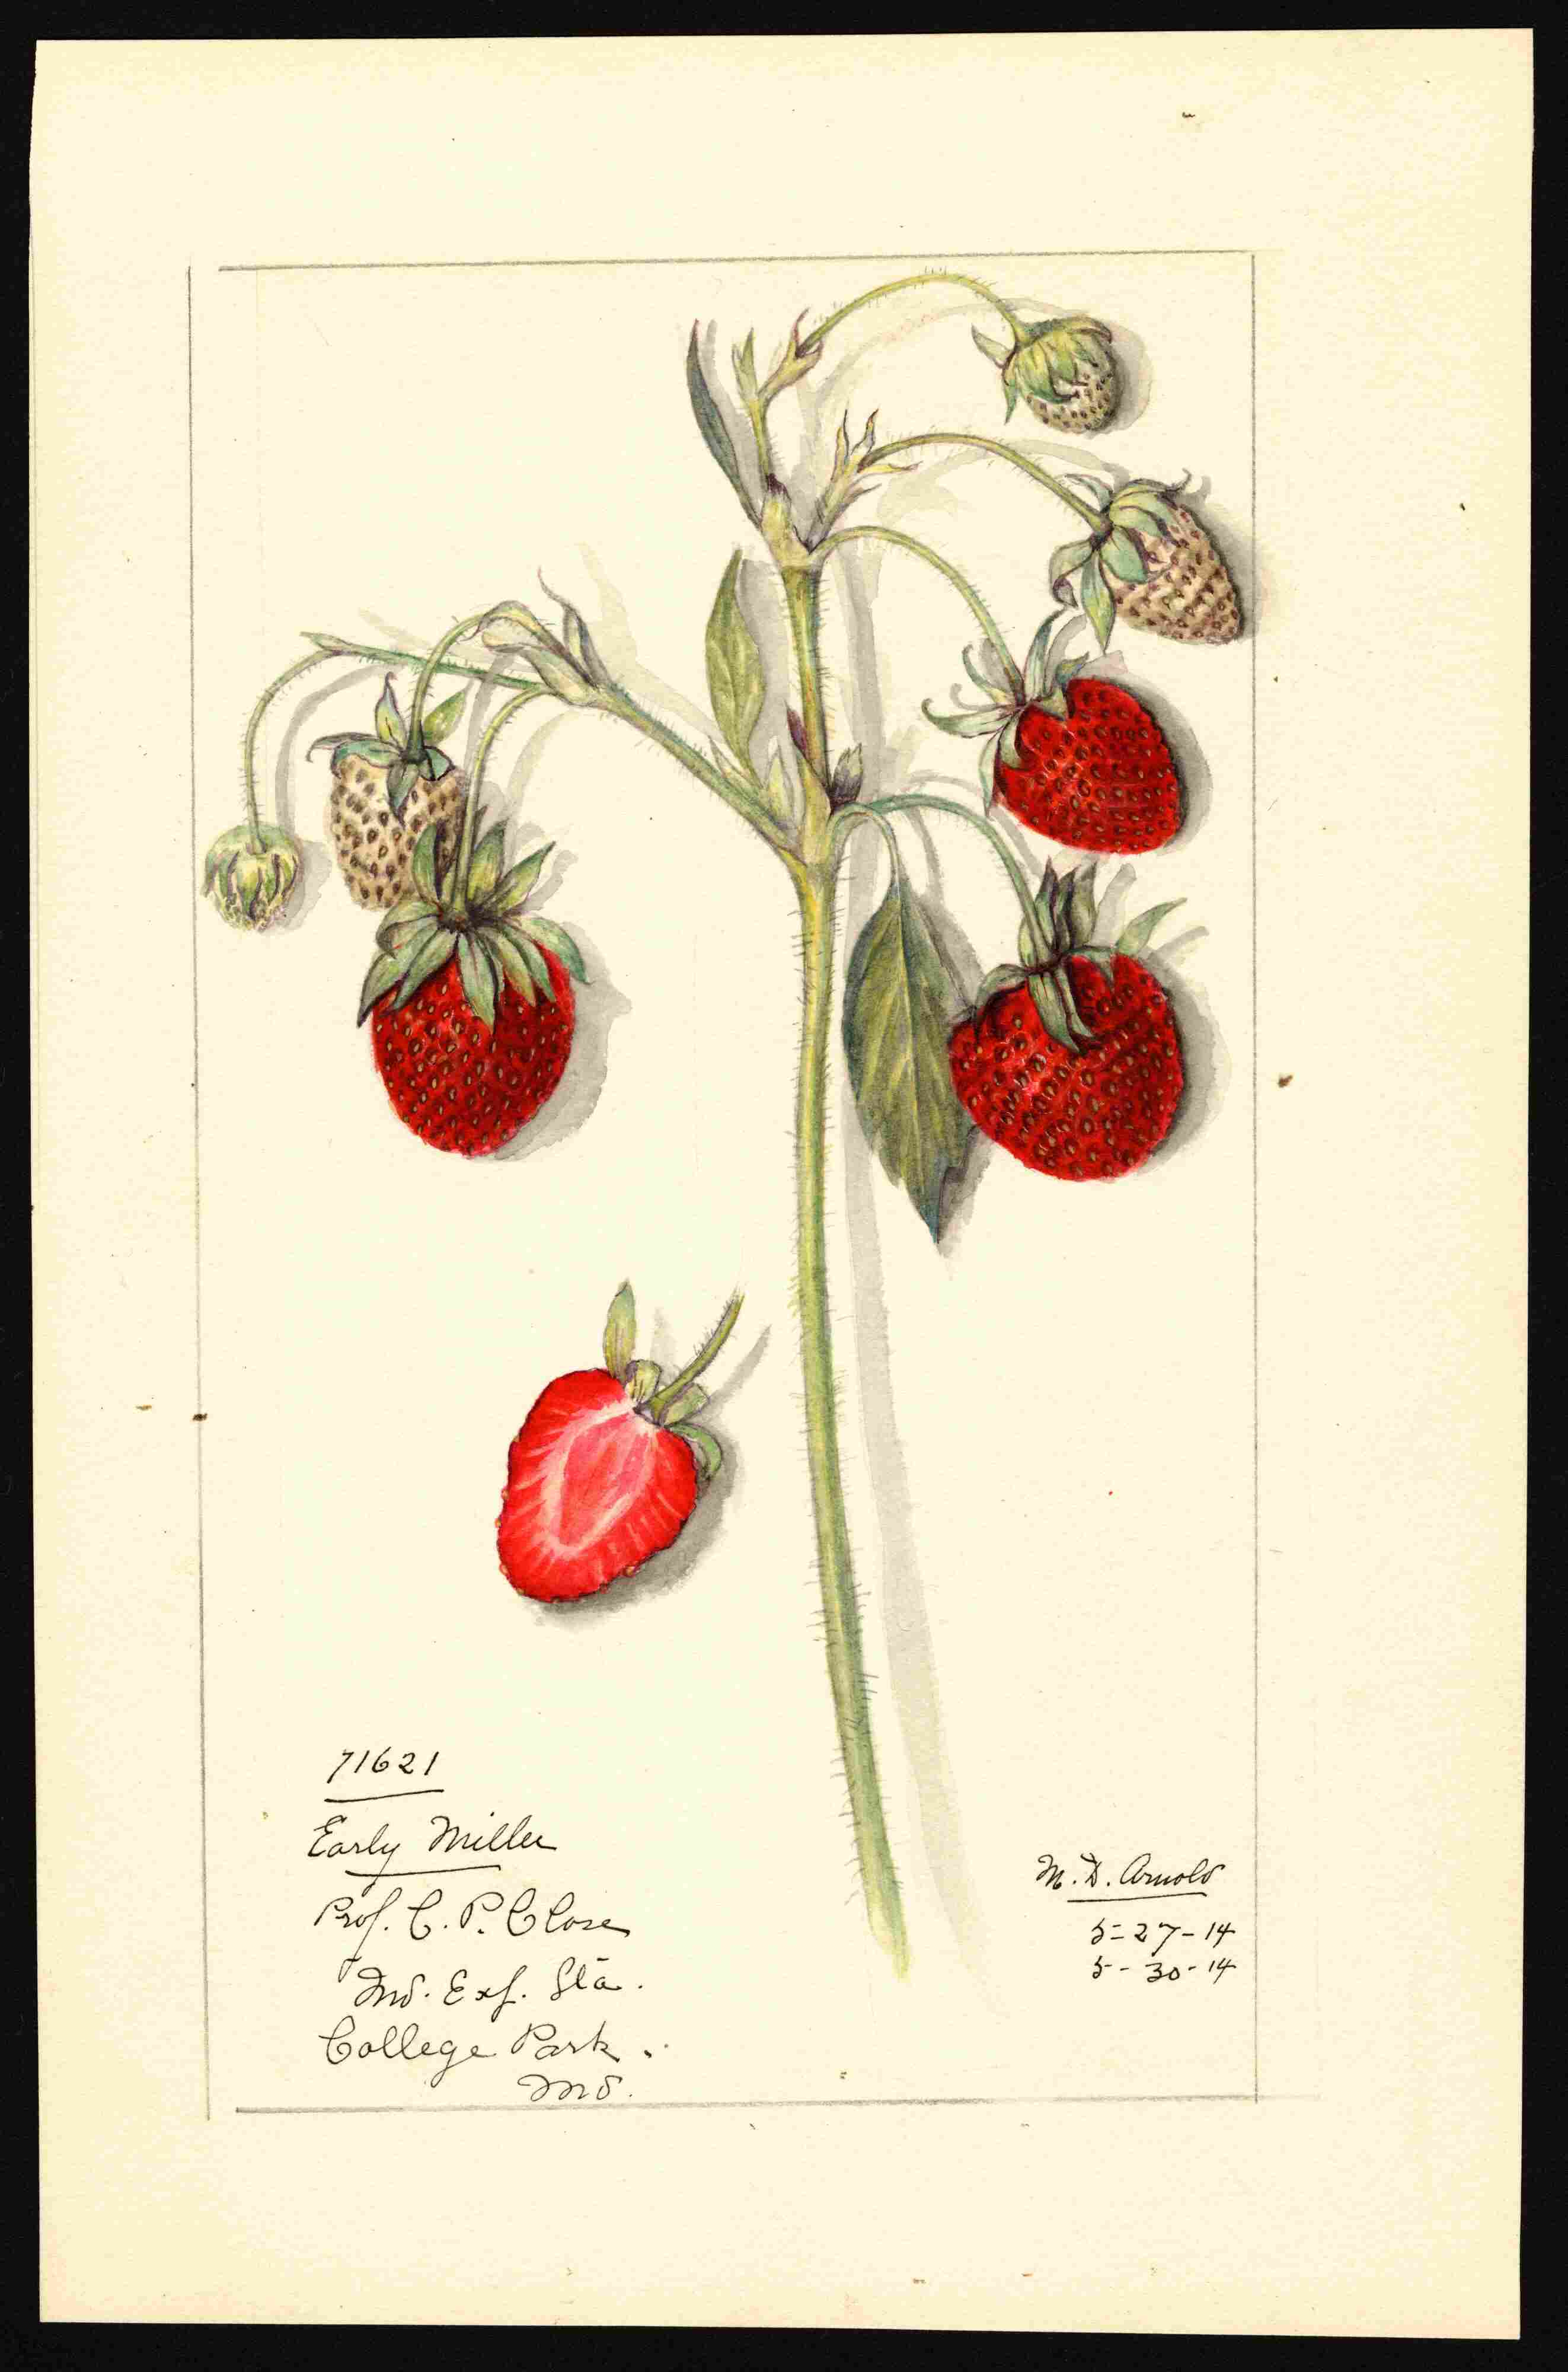 71621
Early Miller
Prof. C. P. Close
Md. Exp. Sta.
College Park.
Md.
M. D. Arnold
5-27-14
5-30-14